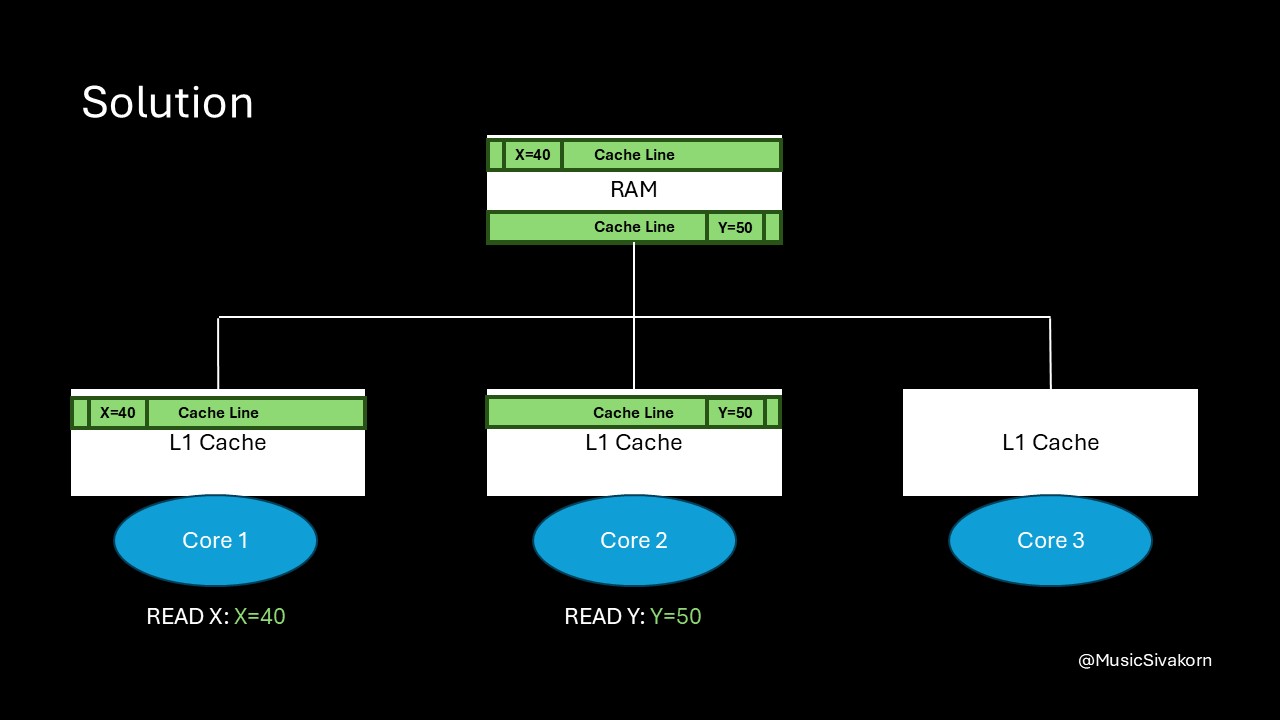 Solution
X=40 Cache Line
RAM
Cache Line Y=50
X=40 Cache Line
L1 Cache
Cache Line Y=50
L1 Cache
L1 Cache
Core 1
Core 2
Core 3
READ X: X=40
READ Y: Y=50
@MusicSivakorn